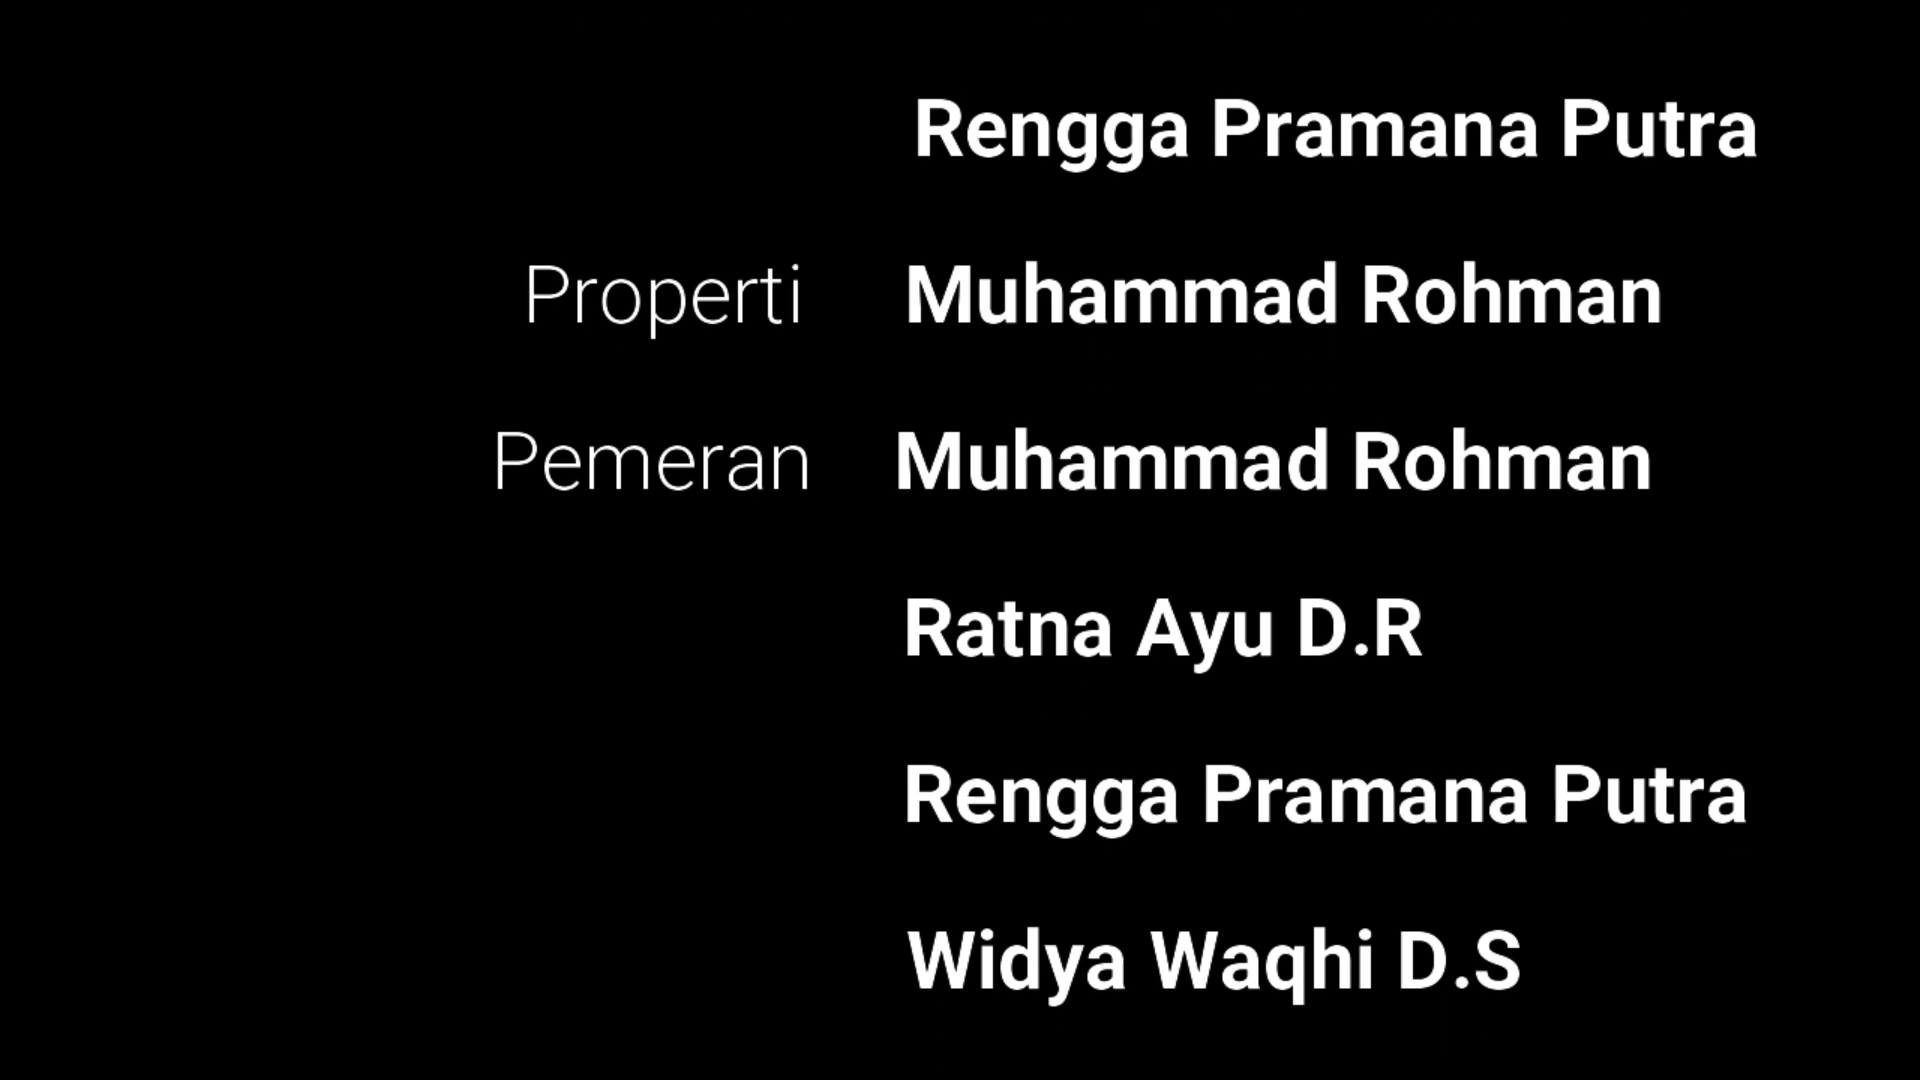 Rengga Pramana Putra
Properti Muhammad Rohman
Pemeran Muhammad Rohman
Ratna Ayu D.R
Rengga Pramana Putra
Widya Waqhi D.S